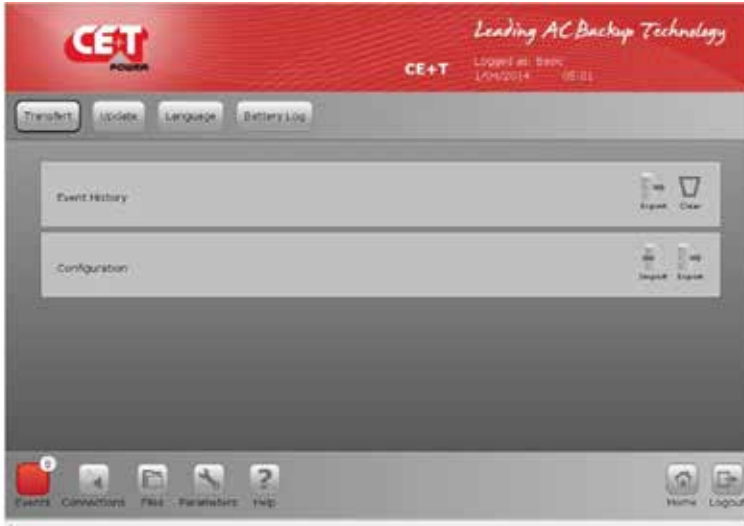 CE+T
POWER
Leading AC Backup Technology
CE+T
Logged as: Basic
1/04/2014 05:01
Transfert
Update
Language
Battery Log
Event History
Export
Clear
Configuration
Import
Export
Events
Connections
Files
Parameters
Help
Home
Logout